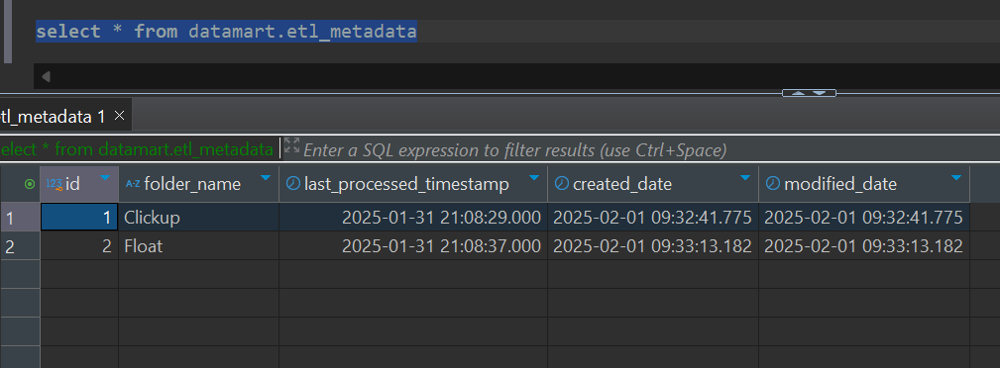 select * from datamart.etl_metadata
etl_metadata 1 ×
select * from datamart.etl_metadata Enter a SQL expression to filter results (use Ctrl+Space)
123 id A-Z folder_name last_processed_timestamp created_date modified_date
1 1 Clickup 2025-01-31 21:08:29.000 2025-02-01 09:32:41.775 2025-02-01 09:32:41.775
2 2 Float 2025-01-31 21:08:37.000 2025-02-01 09:33:13.182 2025-02-01 09:33:13.182